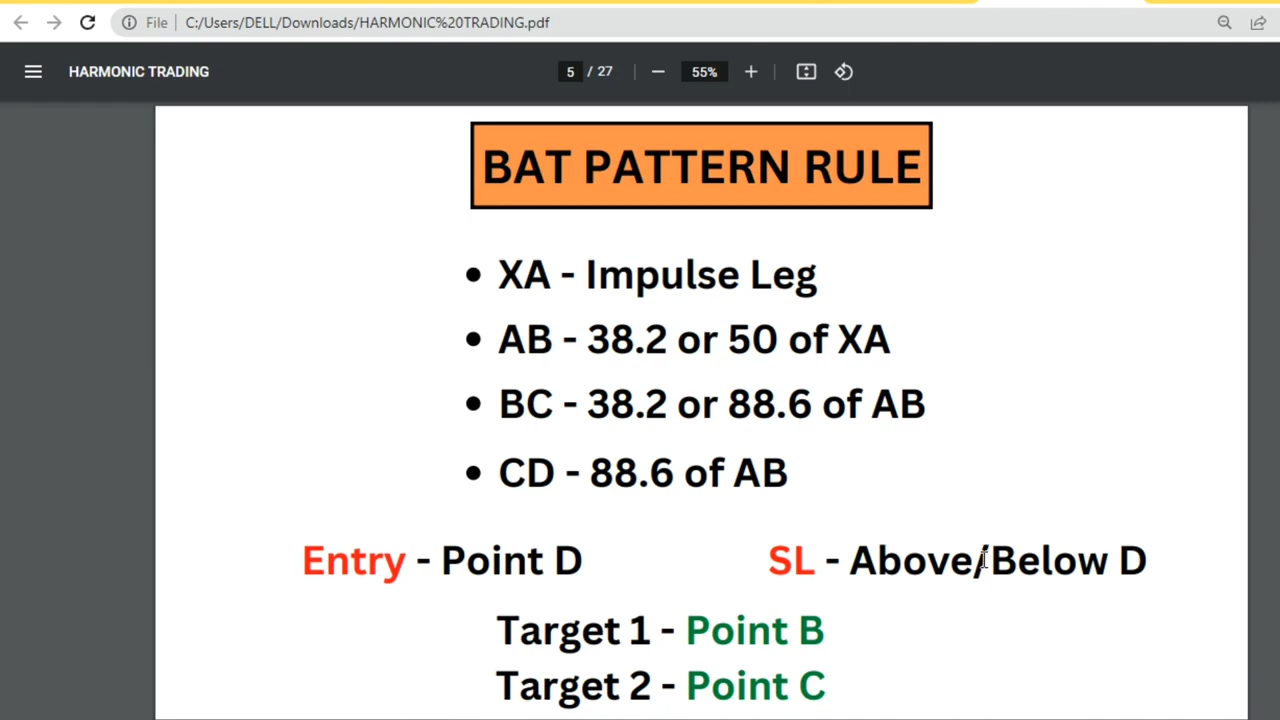 File
C:/Users/DELL/Downloads/HARMONIC%20TRADING.pdf
HARMONIC TRADING
5 / 27
55%
BAT PATTERN RULE
• XA - Impulse Leg
• AB - 38.2 or 50 of XA
• BC - 38.2 or 88.6 of AB
• CD - 88.6 of AB
Entry - Point D
SL - Above/Below D
Target 1 - Point B
Target 2 - Point C